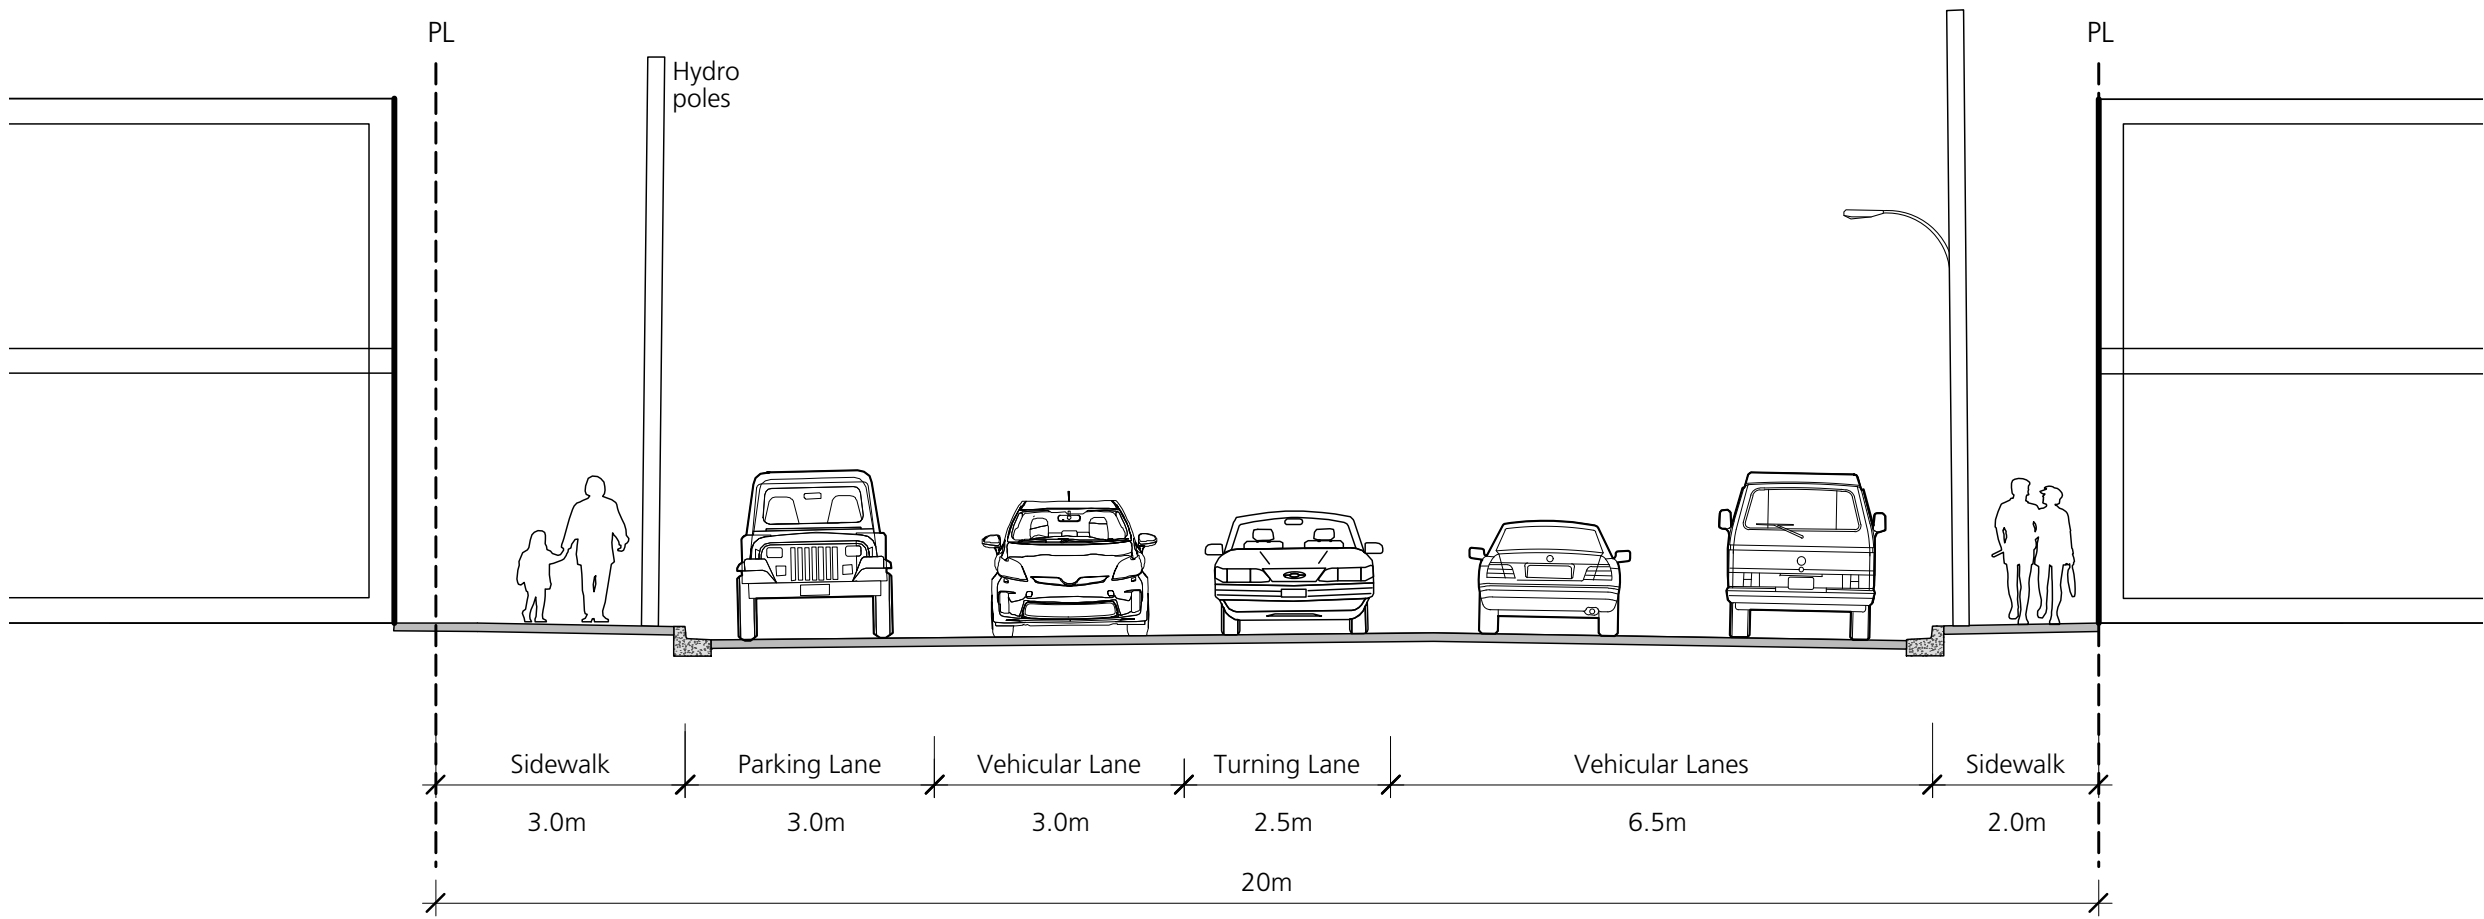 PL
PL
Hydro
poles
Sidewalk
Parking Lane
Vehicular Lane
Turning Lane
Vehicular Lanes
Sidewalk
3.0m
3.0m
3.0m
2.5m
6.5m
2.0m
20m